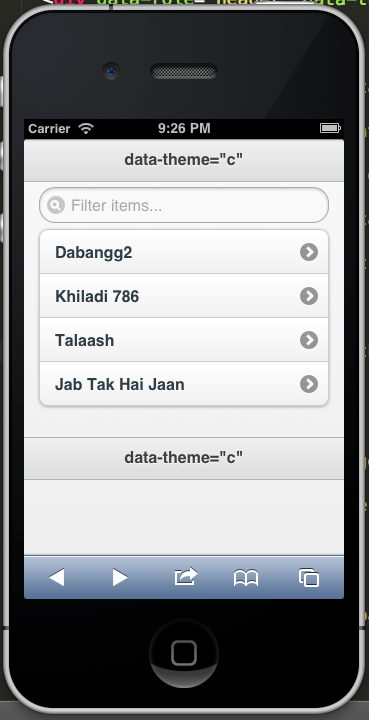 Carrier 9:26 PM
data-theme="c"
Filter items...
Dabangg2
Khiladi 786
Talaash
Jab Tak Hai Jaan
data-theme="c"